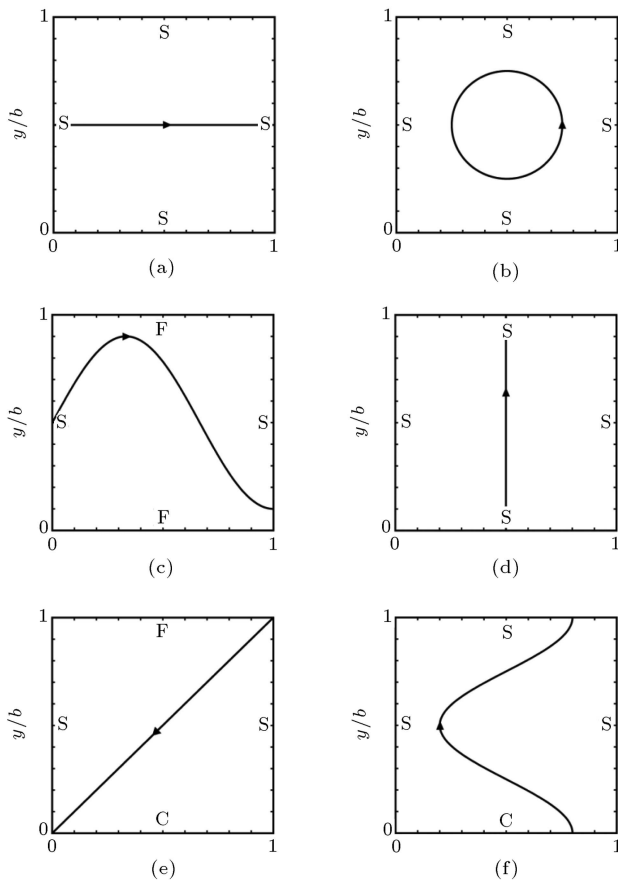 1 S 1 S
y/b S S y/b S S
0 S 0 S
0 1 0 1
(a) (b)
1 F 1 S
y/b S S y/b S S
0 F 0 S
0 1 0 1
(c) (d)
1 F 1 S
y/b S S y/b S S
0 C 0 C
0 1 0 1
(e) (f)